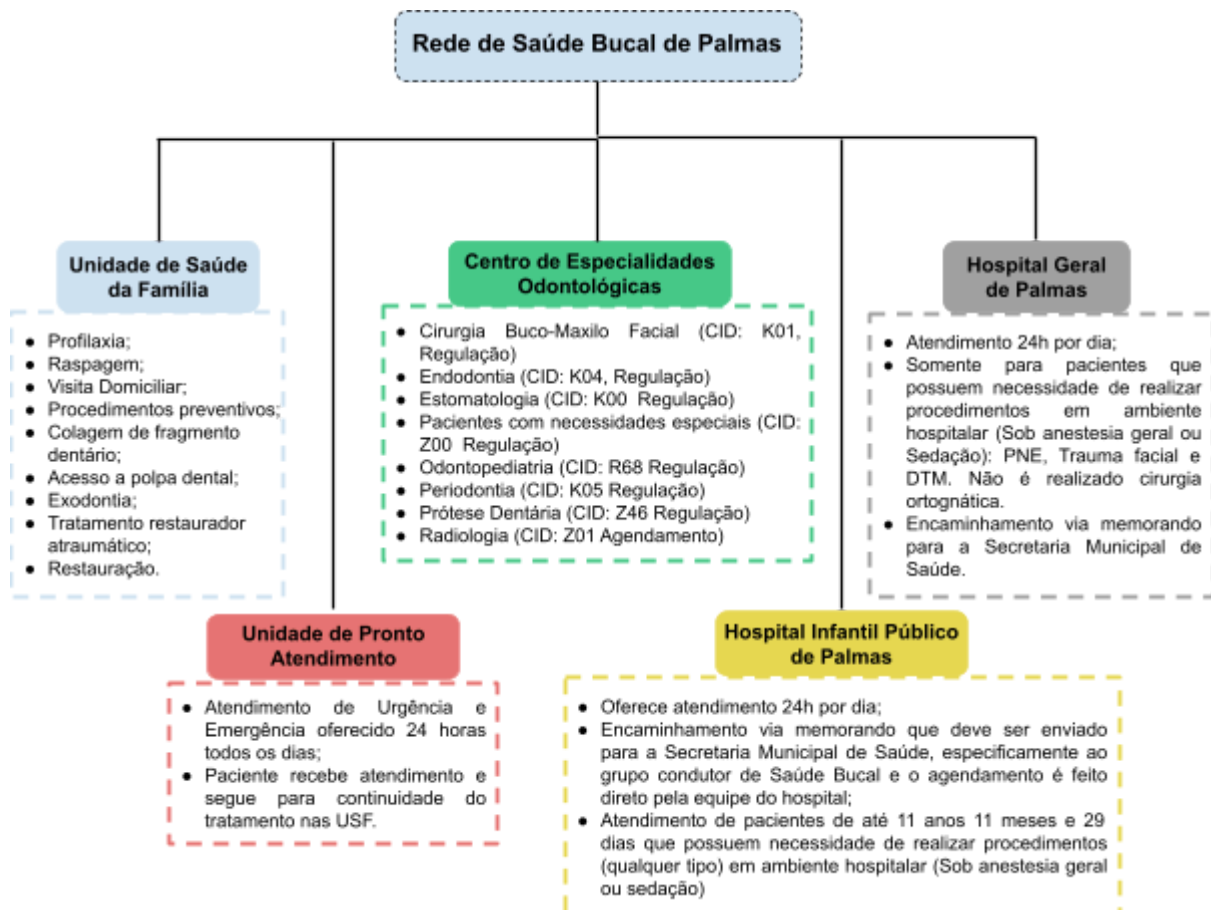 Rede de Saúde Bucal de Palmas
Unidade de Saúde
da Família
● Profilaxia;
● Raspagem;
● Visita Domiciliar;
● Procedimentos preventivos;
● Colagem de fragmento
dentário;
● Acesso a polpa dental;
● Exodontia;
● Tratamento restaurador
atraumático;
● Restauração.
Centro de Especialidades
Odontológicas
● Cirurgia Buco-Maxilo Facial (CID: K01,
Regulação)
● Endodontia (CID: K04, Regulação)
● Estomatologia (CID: K00 Regulação)
● Pacientes com necessidades especiais (CID:
Z00 Regulação)
● Odontopediatria (CID: R68 Regulação)
● Periodontia (CID: K05 Regulação)
● Prótese Dentária (CID: Z46 Regulação)
● Radiologia (CID: Z01 Agendamento)
Hospital Geral
de Palmas
● Atendimento 24h por dia;
● Somente para pacientes que
possuem necessidade de realizar
procedimentos em ambiente
hospitalar (Sob anestesia geral ou
Sedação): PNE, Trauma facial e
DTM. Não é realizado cirurgia
ortognática.
● Encaminhamento via memorando
para a Secretaria Municipal de
Saúde.
Unidade de Pronto
Atendimento
● Atendimento de Urgência e
Emergência oferecido 24 horas
todos os dias;
● Paciente recebe atendimento e
segue para continuidade do
tratamento nas USF.
Hospital Infantil Público
de Palmas
● Oferece atendimento 24h por dia;
● Encaminhamento via memorando que deve ser enviado
para a Secretaria Municipal de Saúde, especificamente ao
grupo condutor de Saúde Bucal e o agendamento é feito
direto pela equipe do hospital;
● Atendimento de pacientes de até 11 anos 11 meses e 29
dias que possuem necessidade de realizar procedimentos
(qualquer tipo) em ambiente hospitalar (Sob anestesia geral
ou sedação)